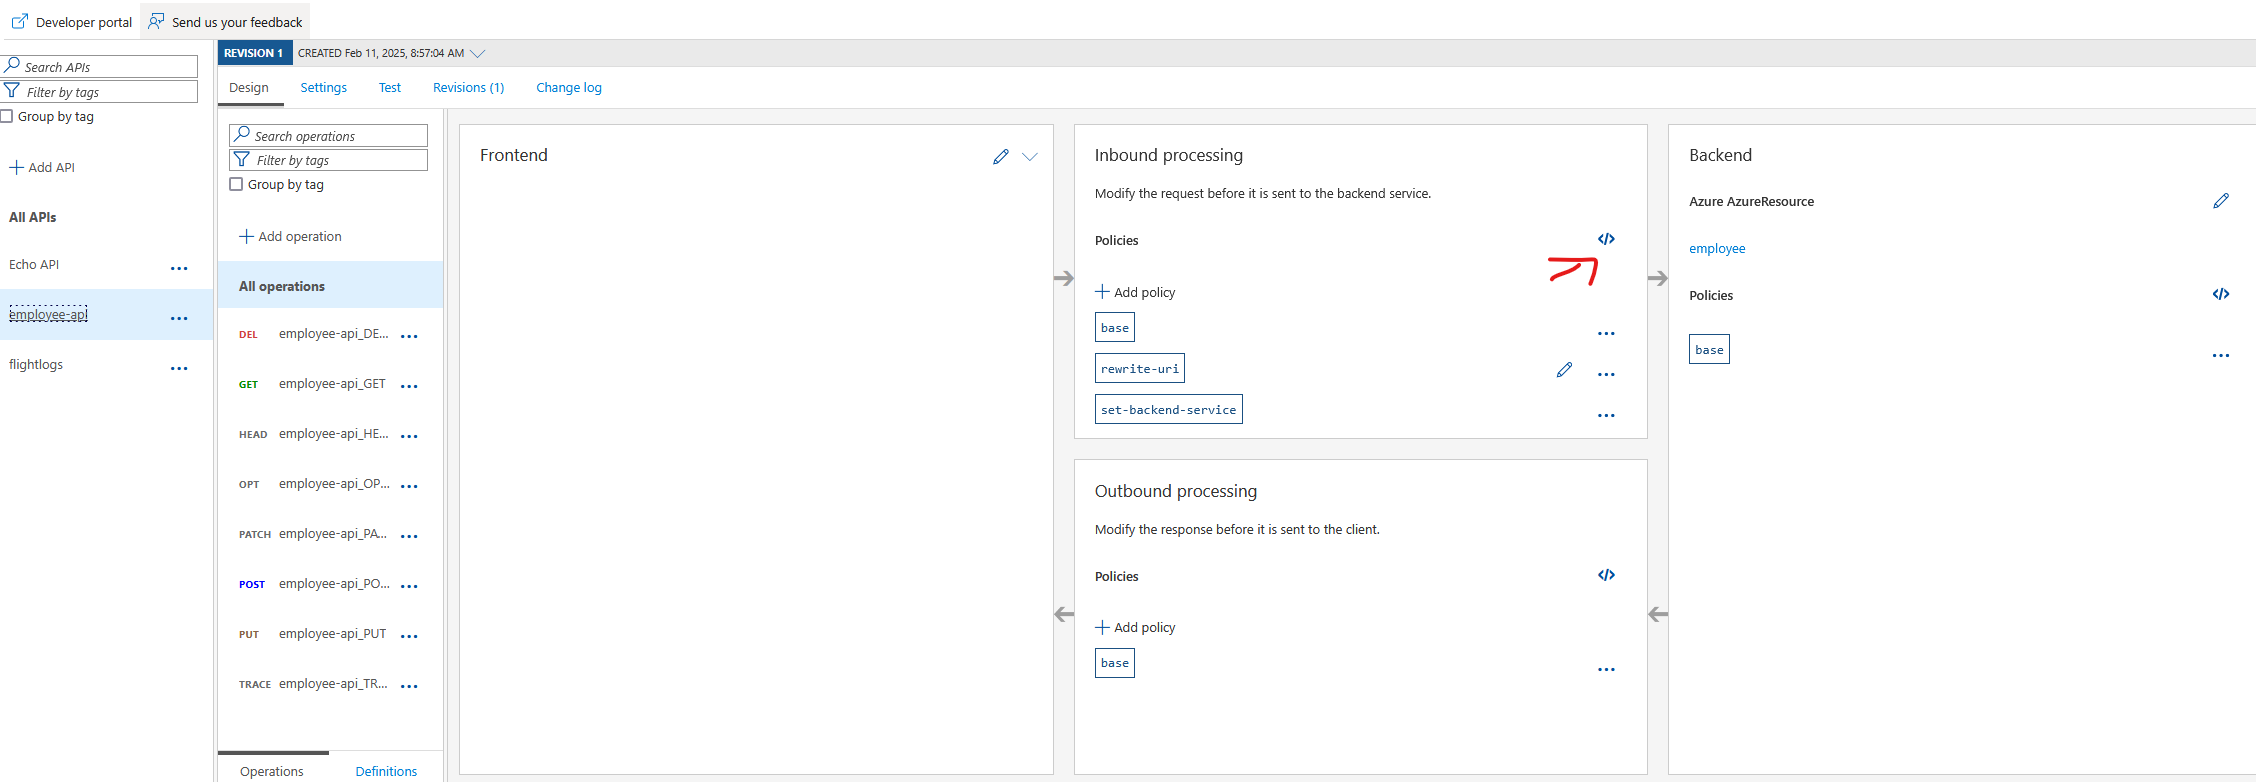 Developer portal
Send us your feedback
Search APIs
Filter by tags
Group by tag
Add API
All APIs
Echo API
employee-api
flightlogs
REVISION 1
CREATED Feb 11, 2025, 8:57:04 AM
Design
Settings
Test
Revisions (1)
Change log
Search operations
Filter by tags
Group by tag
Add operation
All operations
DEL employee-api_DE...
GET employee-api_GET
HEAD employee-api_HE...
OPT employee-api_OP...
PATCH employee-api_PA...
POST employee-api_PO...
PUT employee-api_PUT
TRACE employee-api_TR...
Operations
Definitions
Frontend
Inbound processing
Modify the request before it is sent to the backend service.
Policies
</>
Add policy
base
rewrite-uri
set-backend-service
Outbound processing
Modify the response before it is sent to the client.
Policies
</>
Add policy
base
Backend
Azure AzureResource
employee
Policies
</>
base